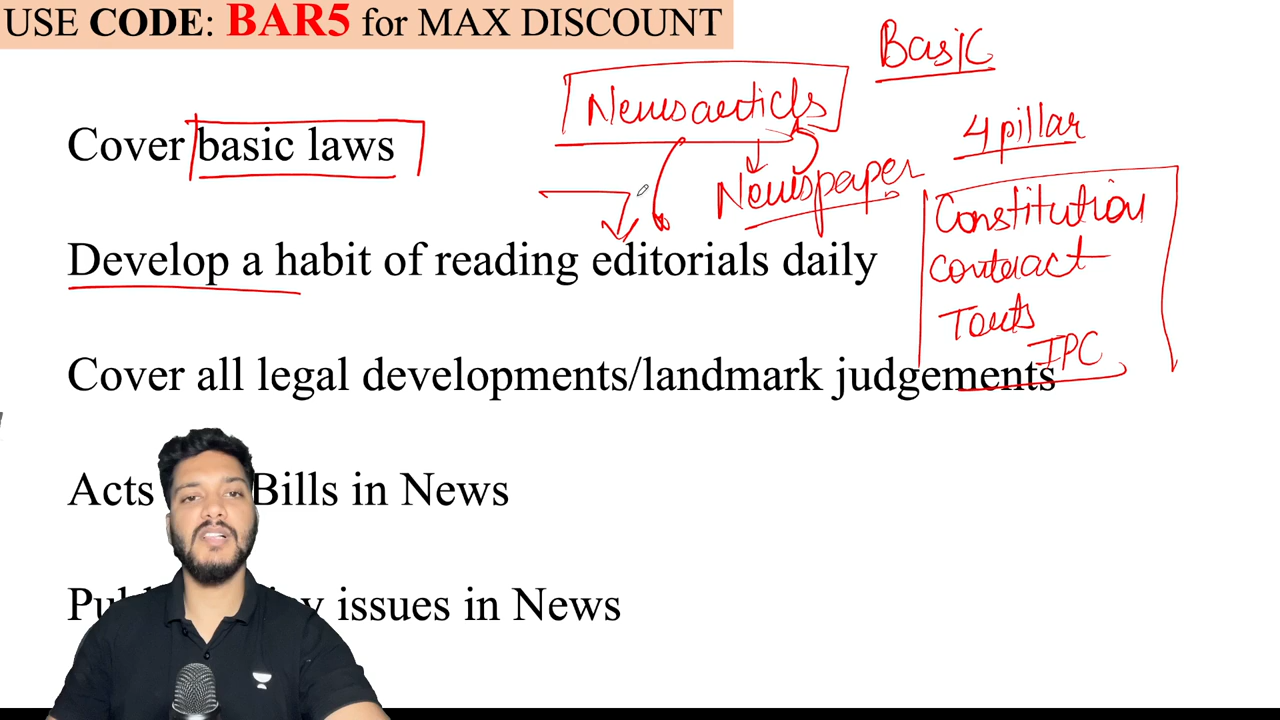 USE CODE: BAR5 for MAX DISCOUNT
Basic
Newsarticls
4 pillar
Cover basic laws
Newspaper
Constitution
Develop a habit of reading editorials daily
Contract
Torts
IPC
Cover all legal developments/landmark judgements
Acts Bills in News
issues in News